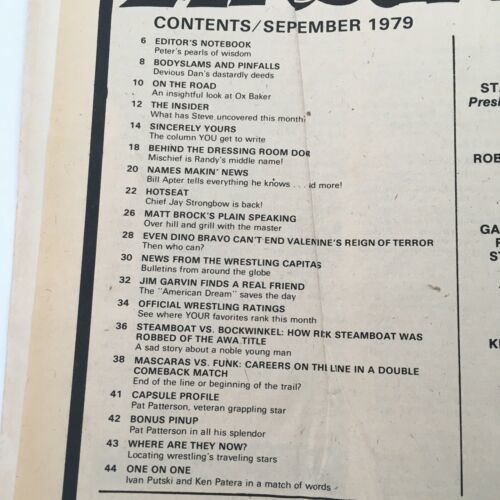 CONTENTS/SEPEMBER 1979
6 EDITOR'S NOTEBOOK
Peter's pearls of wisdom
8 BODYSLAMS AND PINFALLS
Devious Dan's dastardly deeds
10 ON THE ROAD
An insightful look at Ox Baker
12 THE INSIDER
What has Steve uncovered this month
14 SINCERELY YOURS
The column YOU get to write
18 BEHIND THE DRESSING ROOM
Mischief is Randy's middle name!
20 NAMES MAKIN' NEWS
Bill Apter tells everything he knows . . . more!
22 HOTSEAT
Chief Jay Strongbow is back!
26 MATT BROCK'S PLAIN SPEAKING
Over hill and grill with the master
28 EVEN DINO BRAVO CAN'T END VALENINE'S REIGN OF TERROR
Then who can?
30 NEWS FROM THE WRESTLING CAPITAS
Bulletins from around the globe
32 JIM GARVIN FINDS A REAL FRIEND
The "American Dream" saves the day
34 OFFICIAL WRESTLING RATINGS
See where YOUR favorites rank this month
36 STEAMBOAT VS. BOCKWINKEL: HOW STEAMBOAT WAS
ROBBED OF THE AWA TITLE
A sad story about a noble young man
38 MASCARAS VS. FUNK: CAREERS ON IN A DOUBLE
COMEBACK MATCH
End of the line or beginning of the trail?
41 CAPSULE PROFILE
Pat Patterson, veteran grappling star
42 BONUS PINUP
Pat Patterson in all his splendor
43 WHERE ARE THEY NOW?
Locating wrestling's traveling stars
44 ONE ON ONE
Ivan Putski and Ken Patera in a match of words